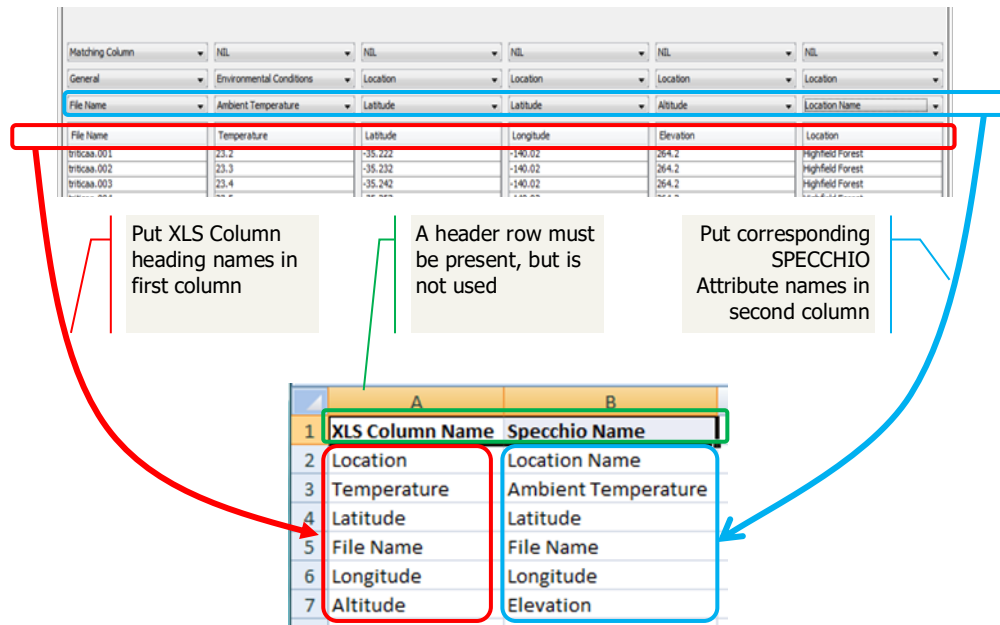 Matching Column NIL NIL NIL NIL NIL
General Environmental Conditions Location Location Location Location
File Name Ambient Temperature Latitude Latitude Altitude Location Name
File Name Temperature Latitude Longitude Elevation Location
triticaa.001 23.2 -35.222 -140.02 264.2 Highfield Forest
triticaa.002 23.3 -35.232 -140.02 264.2 Highfield Forest
triticaa.003 23.4 -35.242 -140.02 264.2 Highfield Forest
Put XLS Column
heading names in
first column
A header row must
be present, but is
not used
Put corresponding
SPECCHIO
Attribute names in
second column
A B
1 XLS Column Name Specchio Name
2 Location Location Name
3 Temperature Ambient Temperature
4 Latitude Latitude
5 File Name File Name
6 Longitude Longitude
7 Altitude Elevation